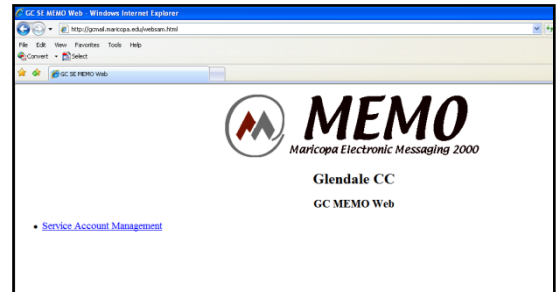 GC SE MEMO Web - Windows Internet Explorer
http://gcmail.maricopa.edu/websam.html
File Edit View Favorites Tools Help
Convert Select
GC SE MEMO Web
MEMO
Maricopa Electronic Messaging 2000
Glendale CC
GC MEMO Web
• Service Account Management